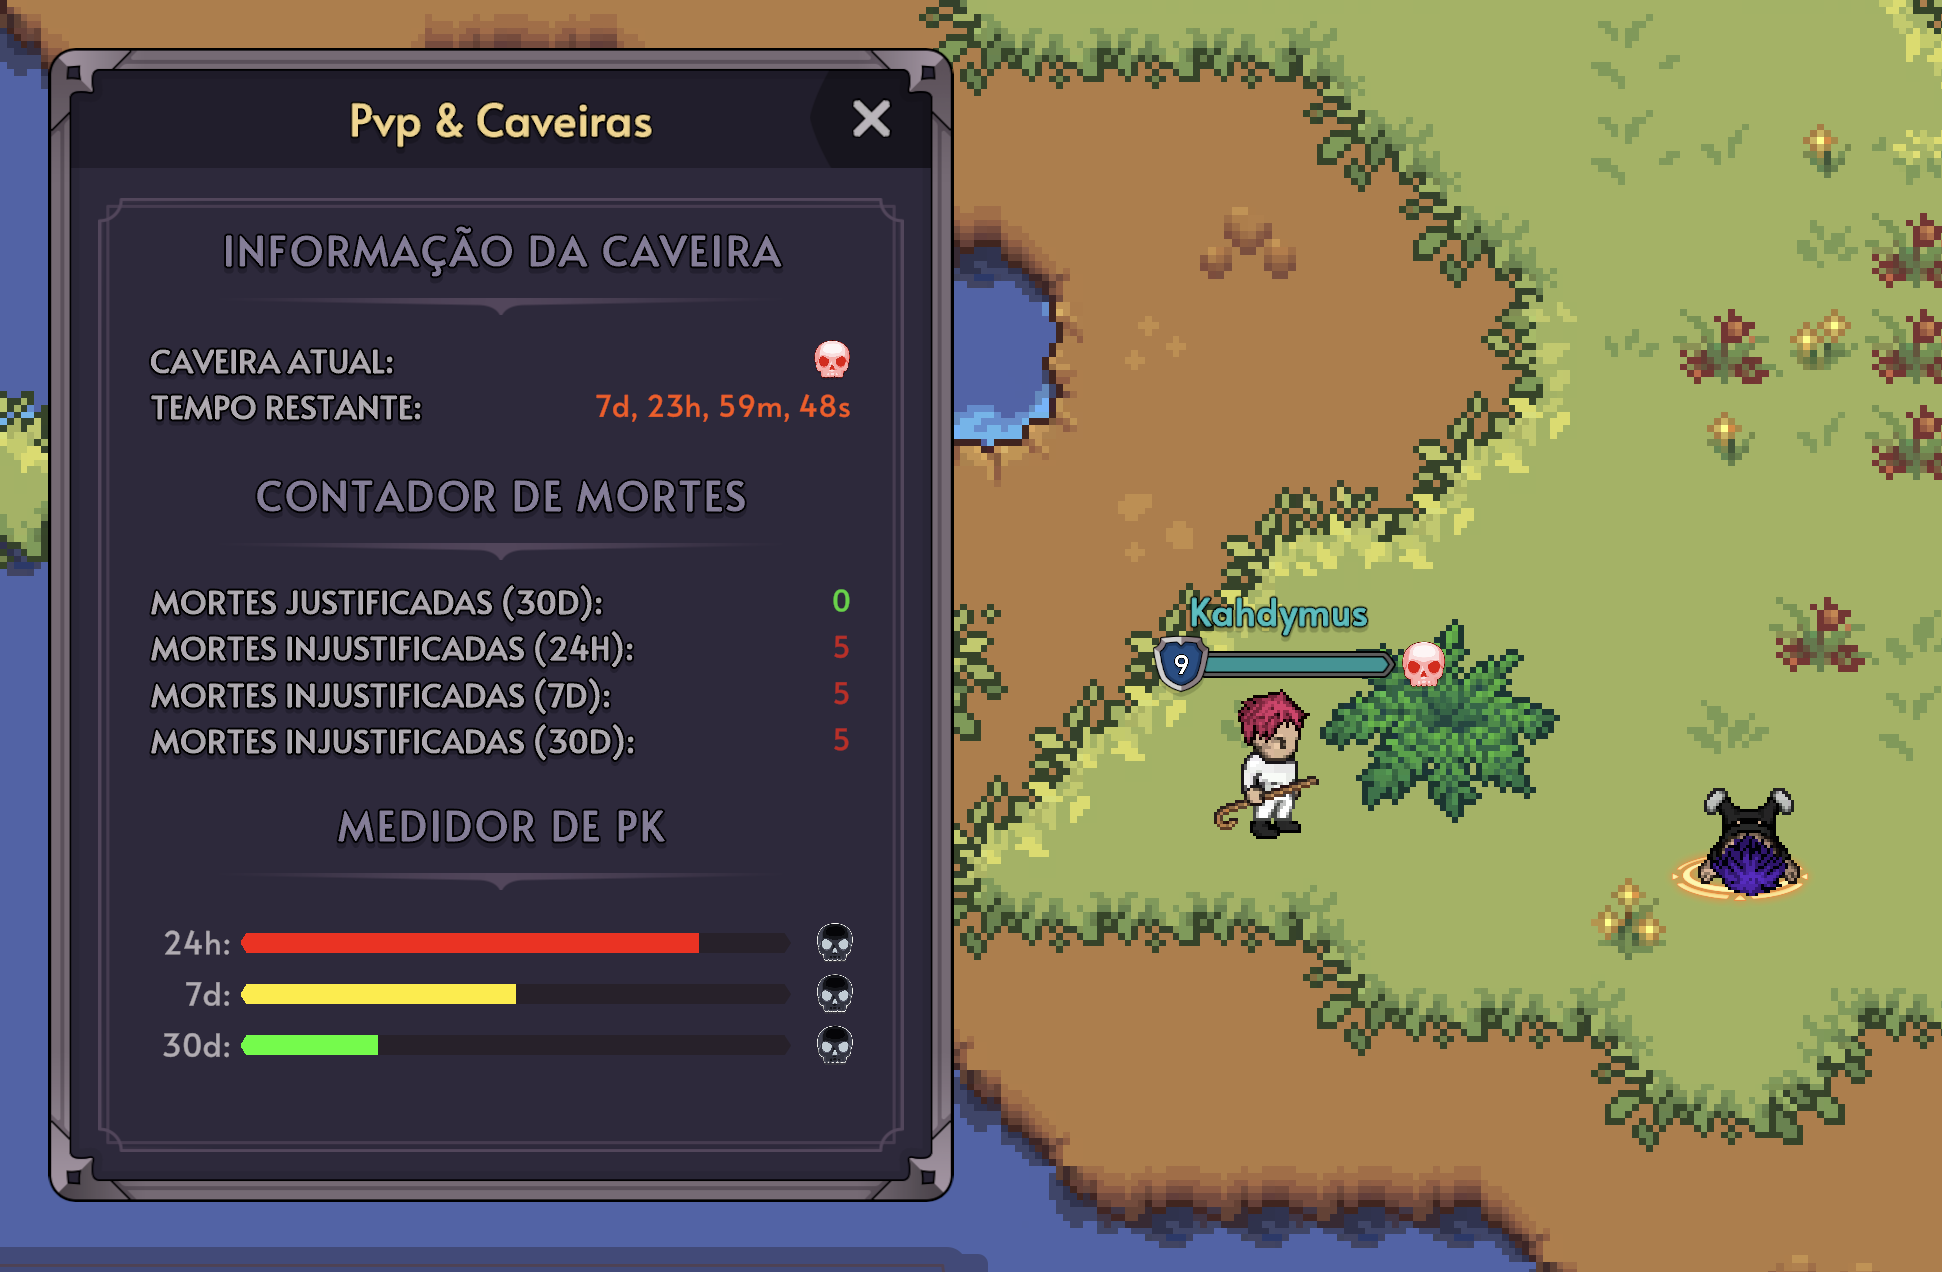 Pvp & Caveiras
INFORMAÇÃO DA CAVEIRA
CAVEIRA ATUAL:
TEMPO RESTANTE: 7d, 23h, 59m, 48s
CONTADOR DE MORTES
MORTES JUSTIFICADAS (30D): 0
MORTES INJUSTIFICADAS (24H): 5
MORTES INJUSTIFICADAS (7D): 5
MORTES INJUSTIFICADAS (30D): 5
MEDIDOR DE PK
24h:
7d:
30d:
Kahdymus
9